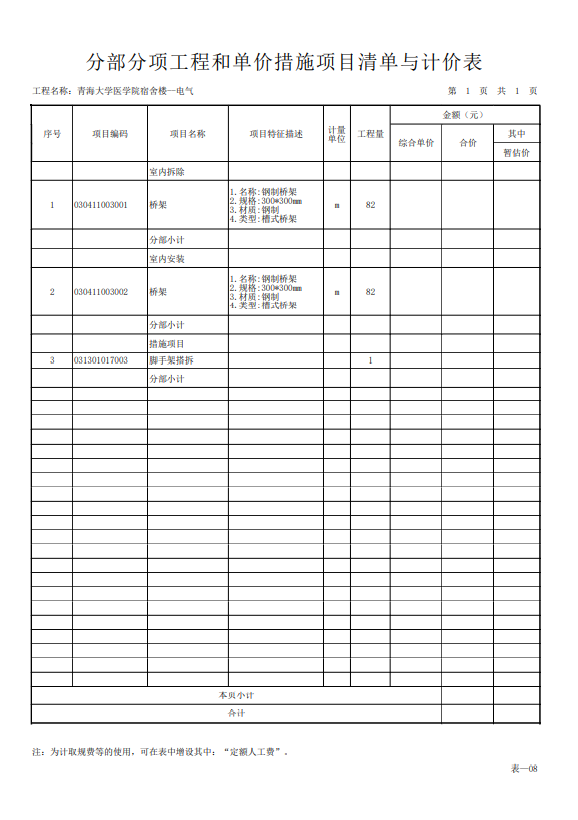 分部分项工程和单价措施项目清单与计价表
工程名称：青海大学医学院宿舍楼—电气 第 1 页 共 1 页
序号 项目编码 项目名称 项目特征描述 计量单位 工程量 金额（元）
综合单价 合价 其中
暂估价
室内拆除
1 030411003001 桥架 1.名称:钢制桥架
2.规格:300*300mm
3.材质:钢制
4.类型:槽式桥架
m 82
分部小计
室内安装
2 030411003002 桥架 1.名称:钢制桥架
2.规格:300*300mm
3.材质:钢制
4.类型:槽式桥架
m 82
分部小计
措施项目
3 031301017003 脚手架搭拆 1
分部小计
本页小计
合计
注：为计取规费等的使用，可在表中增设其中：“定额人工费”。
表—08